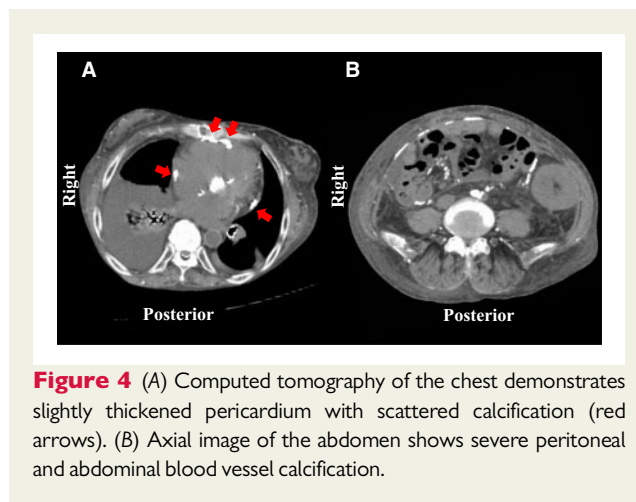 A
B
Right
Right
Posterior
Posterior
Figure 4 (A) Computed tomography of the chest demonstrates
slightly thickened pericardium with scattered calcification (red
arrows). (B) Axial image of the abdomen shows severe peritoneal
and abdominal blood vessel calcification.